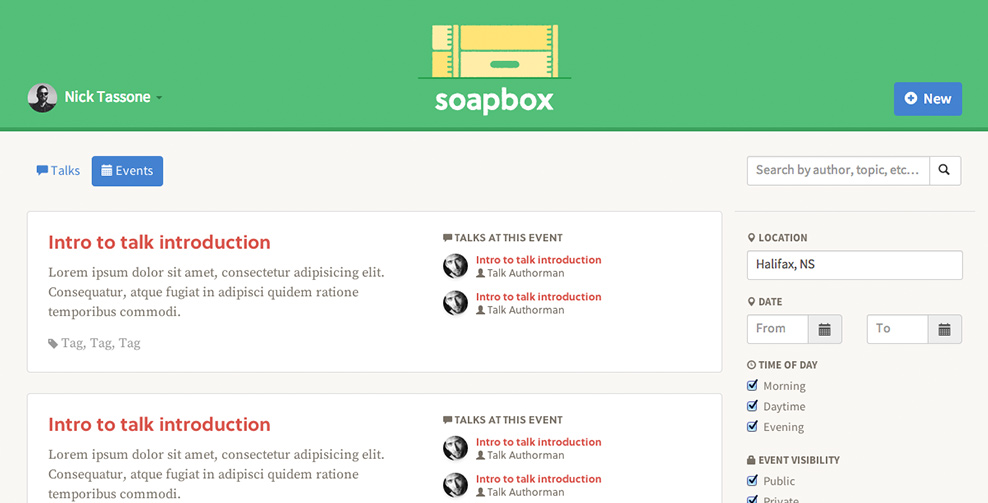 soapbox
Nick Tassone
New
Talks
Events
Search by author, topic, etc...
Intro to talk introduction
Lorem ipsum dolor sit amet, consectetur adipisicing elit.
Consequatur, atque fugiat in adipisci quidem ratione
temporibus commodi.
Tag, Tag, Tag
TALKS AT THIS EVENT
Intro to talk introduction
Talk Authorman
Intro to talk introduction
Talk Authorman
Intro to talk introduction
Lorem ipsum dolor sit amet, consectetur adipisicing elit.
Consequatur, atque fugiat in adipisci quidem ratione
temporibus commodi.
TALKS AT THIS EVENT
Intro to talk introduction
Talk Authorman
Intro to talk introduction
Talk Authorman
LOCATION
Halifax, NS
DATE
From
To
TIME OF DAY
Morning
Daytime
Evening
EVENT VISIBILITY
Public
Private